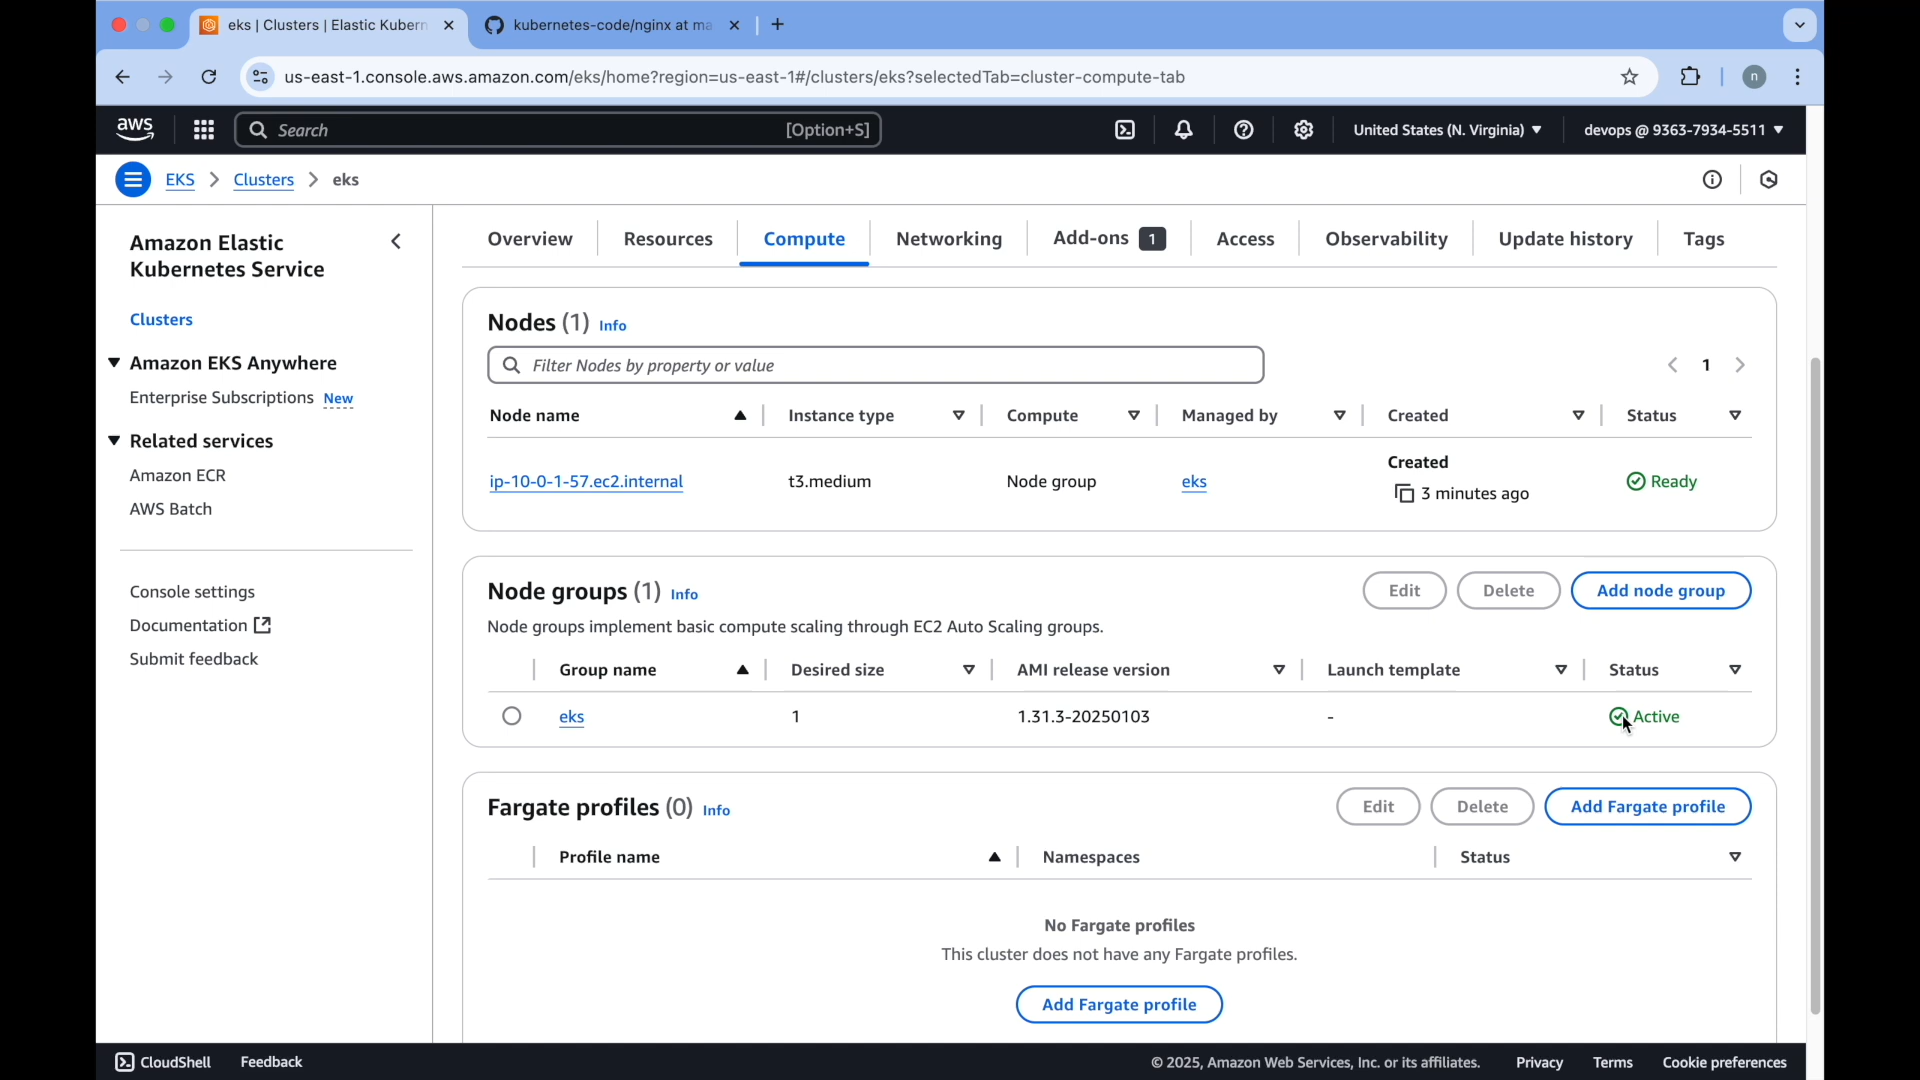 eks | Clusters | Elastic Kubern
kubernetes-code/nginx at ma
us-east-1.console.aws.amazon.com/eks/home?region=us-east-1#/clusters/eks?selectedTab=cluster-compute-tab
n
aws
Search
[Option+S]
United States (N. Virginia)
devops @ 9363-7934-5511
EKS > Clusters > eks
Amazon Elastic
Kubernetes Service
Clusters
Amazon EKS Anywhere
Enterprise Subscriptions New
Related services
Amazon ECR
AWS Batch
Console settings
Documentation
Submit feedback
Overview
Resources
Compute
Networking
Add-ons 1
Access
Observability
Update history
Tags
Nodes (1) Info
Filter Nodes by property or value
1
Node name
Instance type
Compute
Managed by
Created
Status
ip-10-0-1-57.ec2.internal
t3.medium
Node group
eks
Created
3 minutes ago
Ready
Node groups (1) Info
Edit
Delete
Add node group
Node groups implement basic compute scaling through EC2 Auto Scaling groups.
Group name
Desired size
AMI release version
Launch template
Status
eks
1
1.31.3-20250103
-
Active
Fargate profiles (0) Info
Edit
Delete
Add Fargate profile
Profile name
Namespaces
Status
No Fargate profiles
This cluster does not have any Fargate profiles.
Add Fargate profile
CloudShell
Feedback
© 2025, Amazon Web Services, Inc. or its affiliates.
Privacy
Terms
Cookie preferences